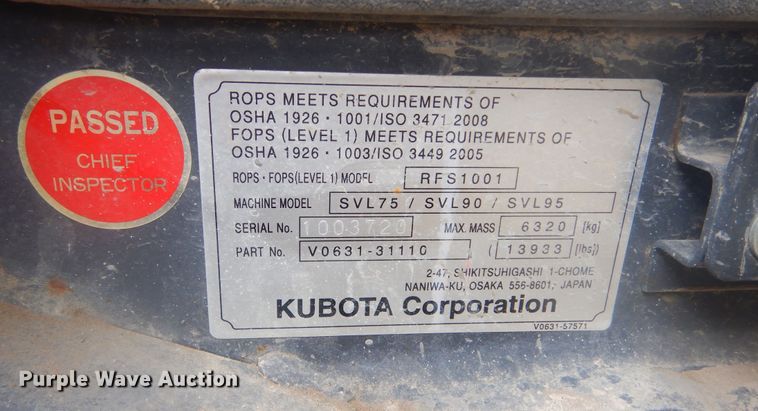 PASSED
CHIEF
INSPECTOR
ROPS MEETS REQUIREMENTS OF
OSHA 1926・1001/ISO 3471 2008
FOPS (LEVEL 1) MEETS REQUIREMENTS OF
OSHA 1926・1003/ISO 3449 2005
ROPS・FOPS(LEVEL 1) MODEL RFS1001
MACHINE MODEL SVL75 / SVL90 / SVL95
SERIAL No. 1003720 MAX. MASS 6320 [kg]
PART No. V0631-31110 ( 13933 [lbs])
2-47, SHIKITSUHIGASHI 1-CHOME
NANIWA-KU, OSAKA 556-8601, JAPAN
KUBOTA Corporation
V0631-57571
Purple Wave Auction